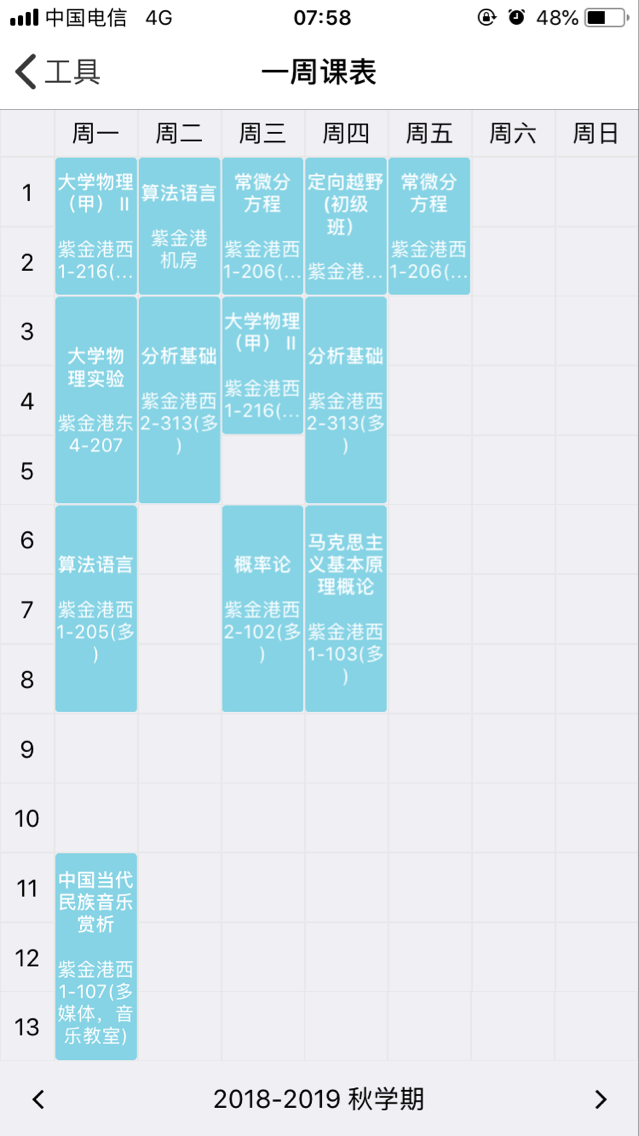 中国电信 4G 07:58 48%
工具 一周课表
周一 周二 周三 周四 周五 周六 周日
1
2
大学物理
（甲） II
紫金港西
1-216(...
算法语言
紫金港
机房
常微分
方程
紫金港西
1-206(...
定向越野
(初级
班)
紫金港...
常微分
方程
紫金港西
1-206(...
3
4
5
大学物
理实验
紫金港东
4-207
分析基础
紫金港西
2-313(多
)
大学物理
（甲） II
紫金港西
1-216(...
分析基础
紫金港西
2-313(多
)
6
7
8
算法语言
紫金港西
1-205(多
)
概率论
紫金港西
2-102(多
)
马克思主
义基本原
理概论
紫金港西
1-103(多
)
9
10
11
12
13
中国当代
民族音乐
赏析
紫金港西
1-107(多
媒体，音
乐教室)
2018-2019 秋学期